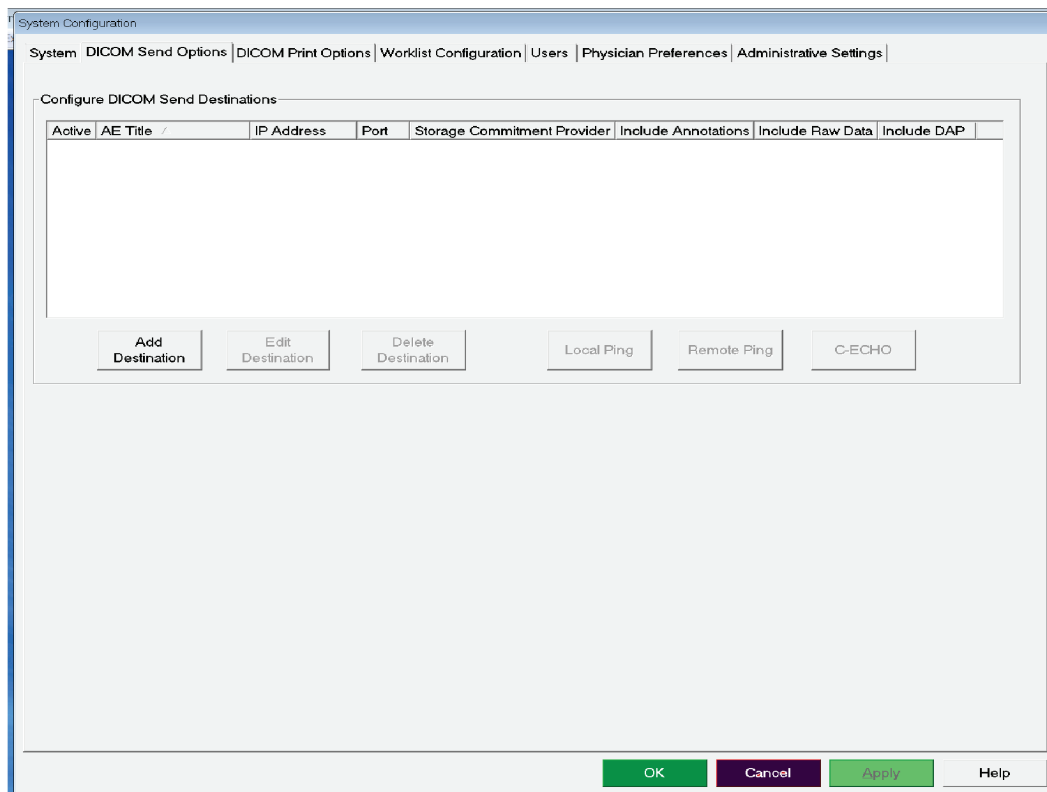 System Configuration
System DICOM Send Options DICOM Print Options Worklist Configuration Users Physician Preferences Administrative Settings
Configure DICOM Send Destinations
Active AE Title IP Address Port Storage Commitment Provider Include Annotations Include Raw Data Include DAP
Add Destination
Edit Destination
Delete Destination
Local Ping
Remote Ping
C-ECHO
OK Cancel Apply Help